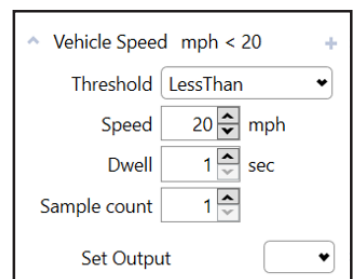 Vehicle Speed mph < 20 +
Threshold LessThan
Speed 20 mph
Dwell 1 sec
Sample count 1
Set Output